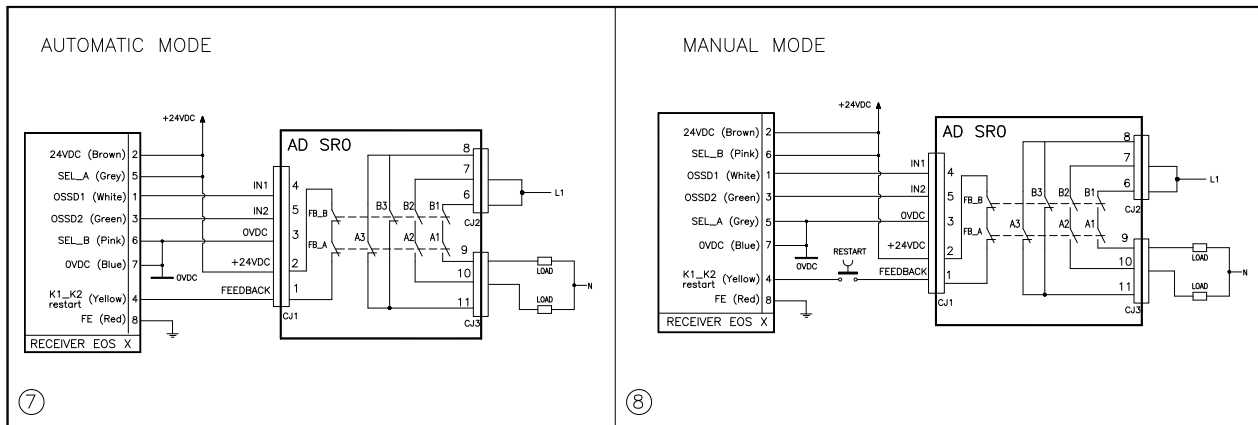 AUTOMATIC MODE
+24VDC
24VDC (Brown) 2
SEL_A (Grey) 5
OSSD1 (White) 1
OSSD2 (Green) 3
SEL_B (Pink) 6
0VDC (Blue) 7
K1_K2 (Yellow) 4
restart
FE (Red) 8
RECEIVER EOS X
0VDC
IN1
IN2
0VDC
+24VDC
FEEDBACK
AD SR0
4
5
3
2
1
CJ1
FB_B
FB_A
B3
B2
B1
A3
A2
A1
8
7
6
CJ2
9
10
11
CJ3
L1
LOAD
LOAD
N
7
MANUAL MODE
+24VDC
24VDC (Brown) 2
SEL_B (Pink) 6
OSSD1 (White) 1
OSSD2 (Green) 3
SEL_A (Grey) 5
0VDC (Blue) 7
K1_K2 (Yellow) 4
restart
FE (Red) 8
RECEIVER EOS X
0VDC
RESTART
IN1
IN2
0VDC
+24VDC
FEEDBACK
AD SR0
4
5
3
2
1
CJ1
FB_B
FB_A
B3
B2
B1
A3
A2
A1
8
7
6
CJ2
9
10
11
CJ3
L1
LOAD
LOAD
N
8